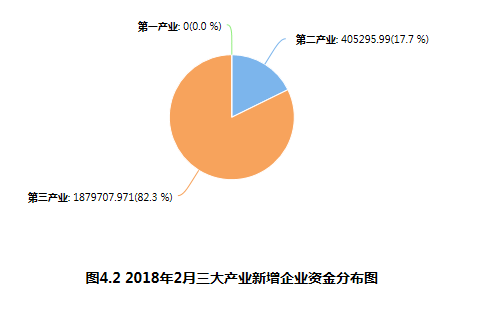 第一产业: 0(0.0 %)
第二产业: 405295.99(17.7 %)
第三产业: 1879707.971(82.3 %)
图4.2 2018年2月三大产业新增企业资金分布图